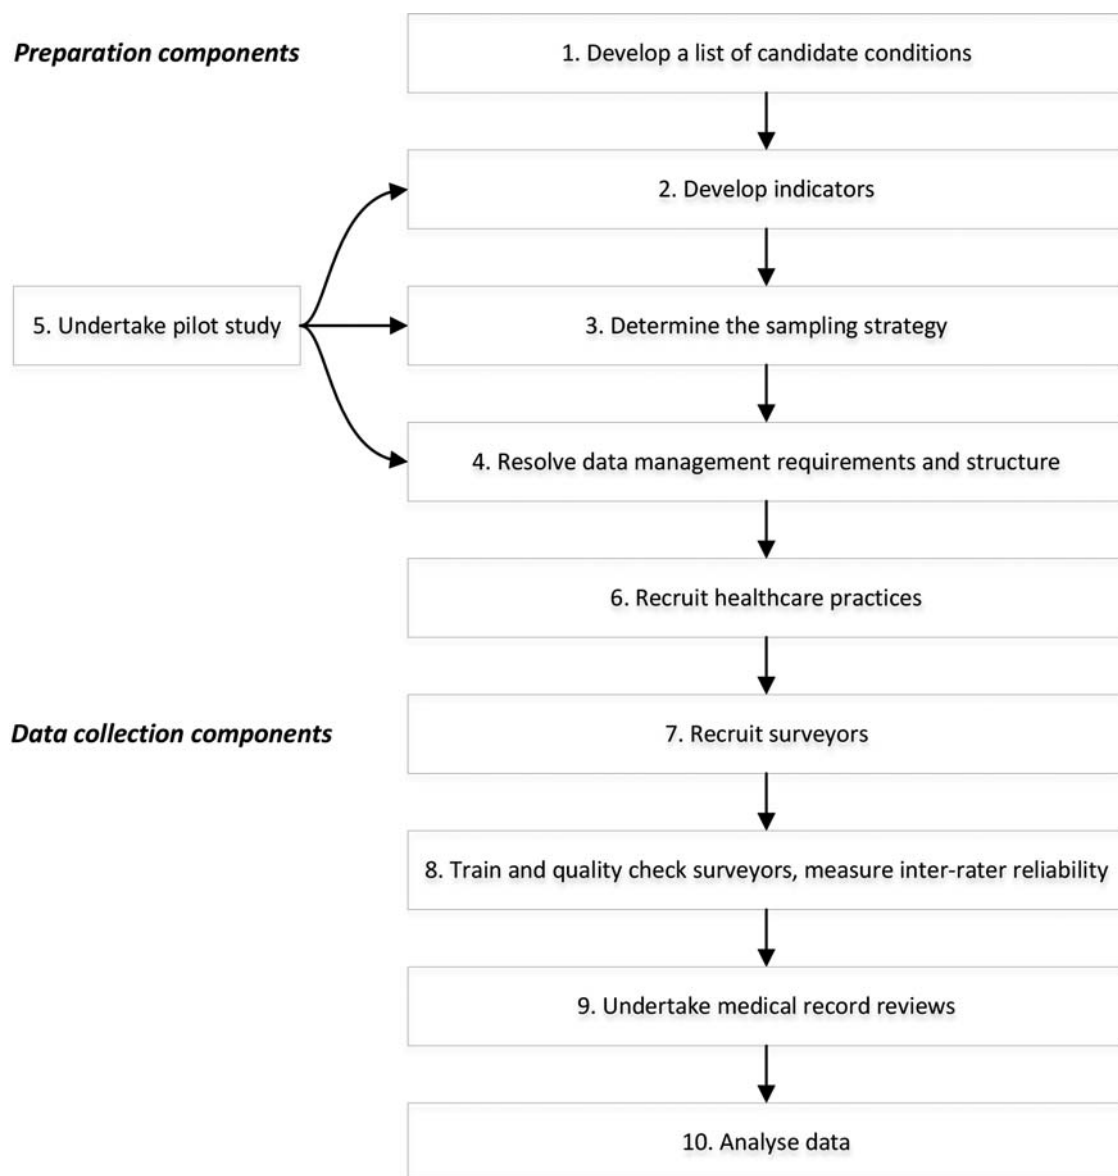 Preparation components
1. Develop a list of candidate conditions
2. Develop indicators
5. Undertake pilot study
3. Determine the sampling strategy
4. Resolve data management requirements and structure
6. Recruit healthcare practices
Data collection components
7. Recruit surveyors
8. Train and quality check surveyors, measure inter-rater reliability
9. Undertake medical record reviews
10. Analyse data